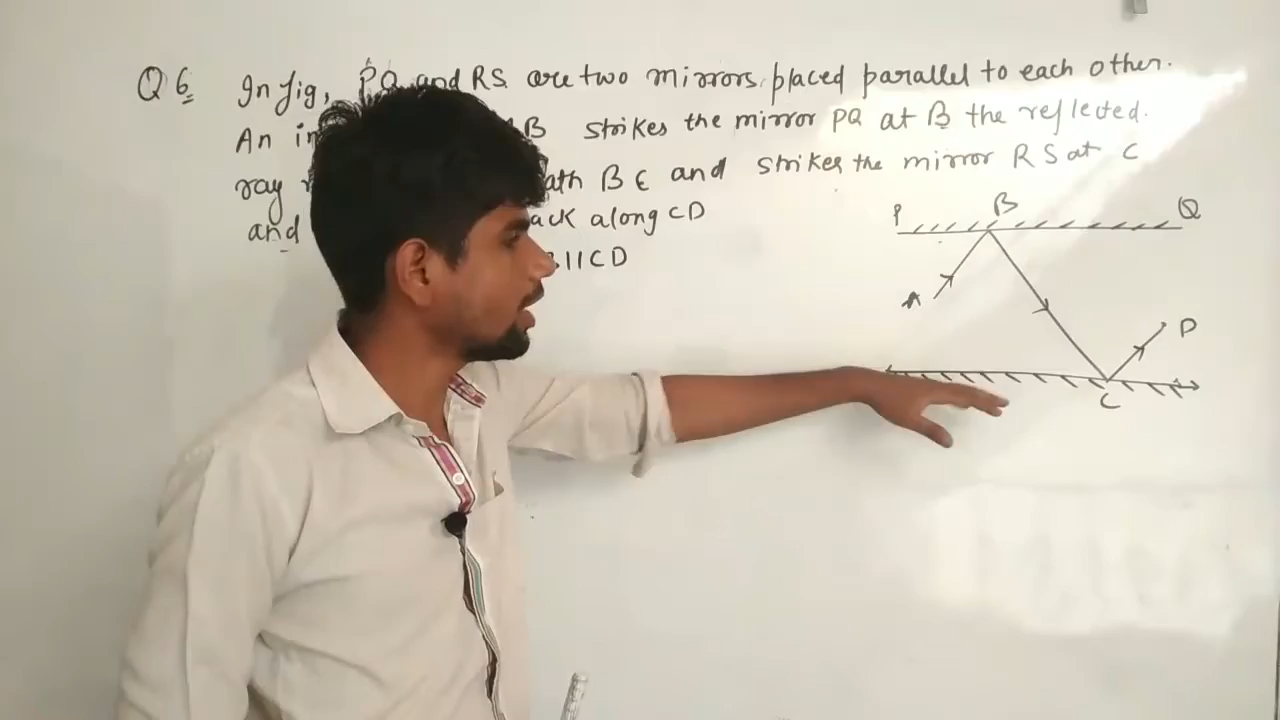 Q6 In fig, PQ and RS are two mirrors placed parallel to each other.
An in AB strikes the mirror PQ at B the reflected.
ray ath BC and strikes the mirror RS at C
and ack along CD
||CD
P B Q
A
D
C